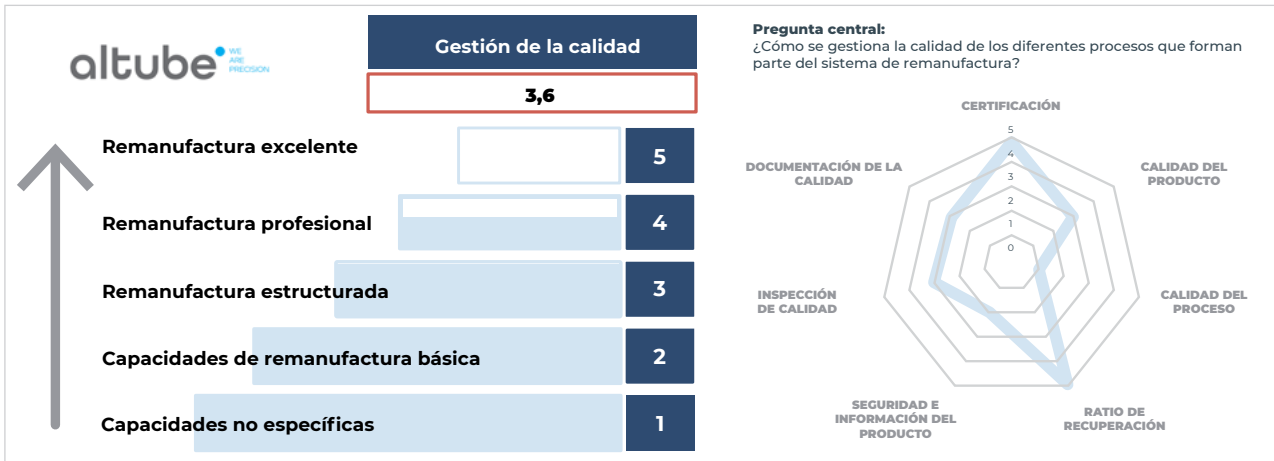 altube
WE
ARE
PRECISION
Gestión de la calidad
3,6
Remanufactura excelente
5
Remanufactura profesional
4
Remanufactura estructurada
3
Capacidades de remanufactura básica
2
Capacidades no específicas
1
Pregunta central:
¿Cómo se gestiona la calidad de los diferentes procesos que forman
parte del sistema de remanufactura?
CERTIFICACIÓN
5
4
3
2
1
0
DOCUMENTACIÓN DE LA
CALIDAD
CALIDAD DEL
PRODUCTO
INSPECCIÓN
DE CALIDAD
CALIDAD DEL
PROCESO
SEGURIDAD E
INFORMACIÓN DEL
PRODUCTO
RATIO DE
RECUPERACIÓN